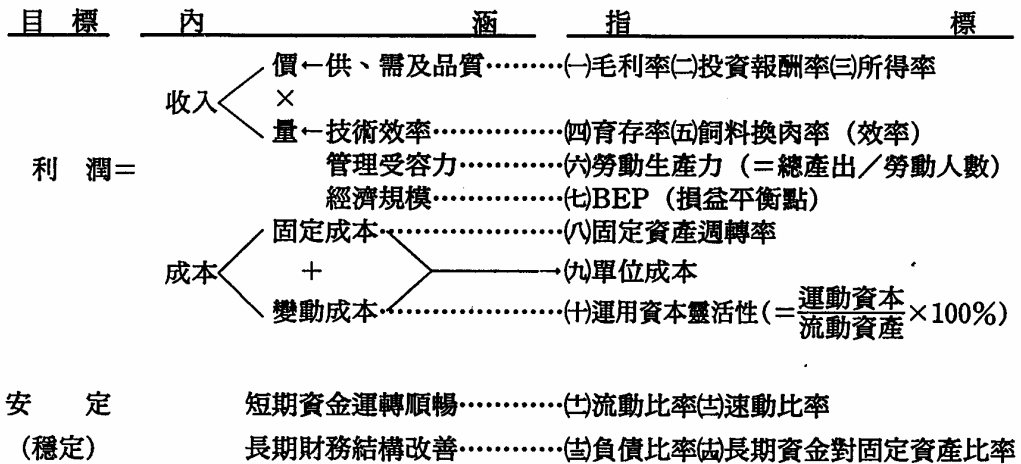 目標 內涵 指標
價←供、需及品質………㈠毛利率㈡投資報酬率㈢所得率
收入 ×
量←技術效率……………㈣育存率㈤飼料換肉率（效率）
利潤＝ 管理受容力…………㈥勞動生產力（＝總產出／勞動人數）
經濟規模……………㈦BEP（損益平衡點）
固定成本…………………㈧固定資產週轉率
成本 ＋ →㈨單位成本
變動成本…………………㈩運用資本靈活性（＝運動資本/流動資產×100%）
安定 短期資金運轉順暢…………(十一)流動比率(十二)速動比率
（穩定） 長期財務結構改善…………(十三)負債比率(十四)長期資金對固定資產比率